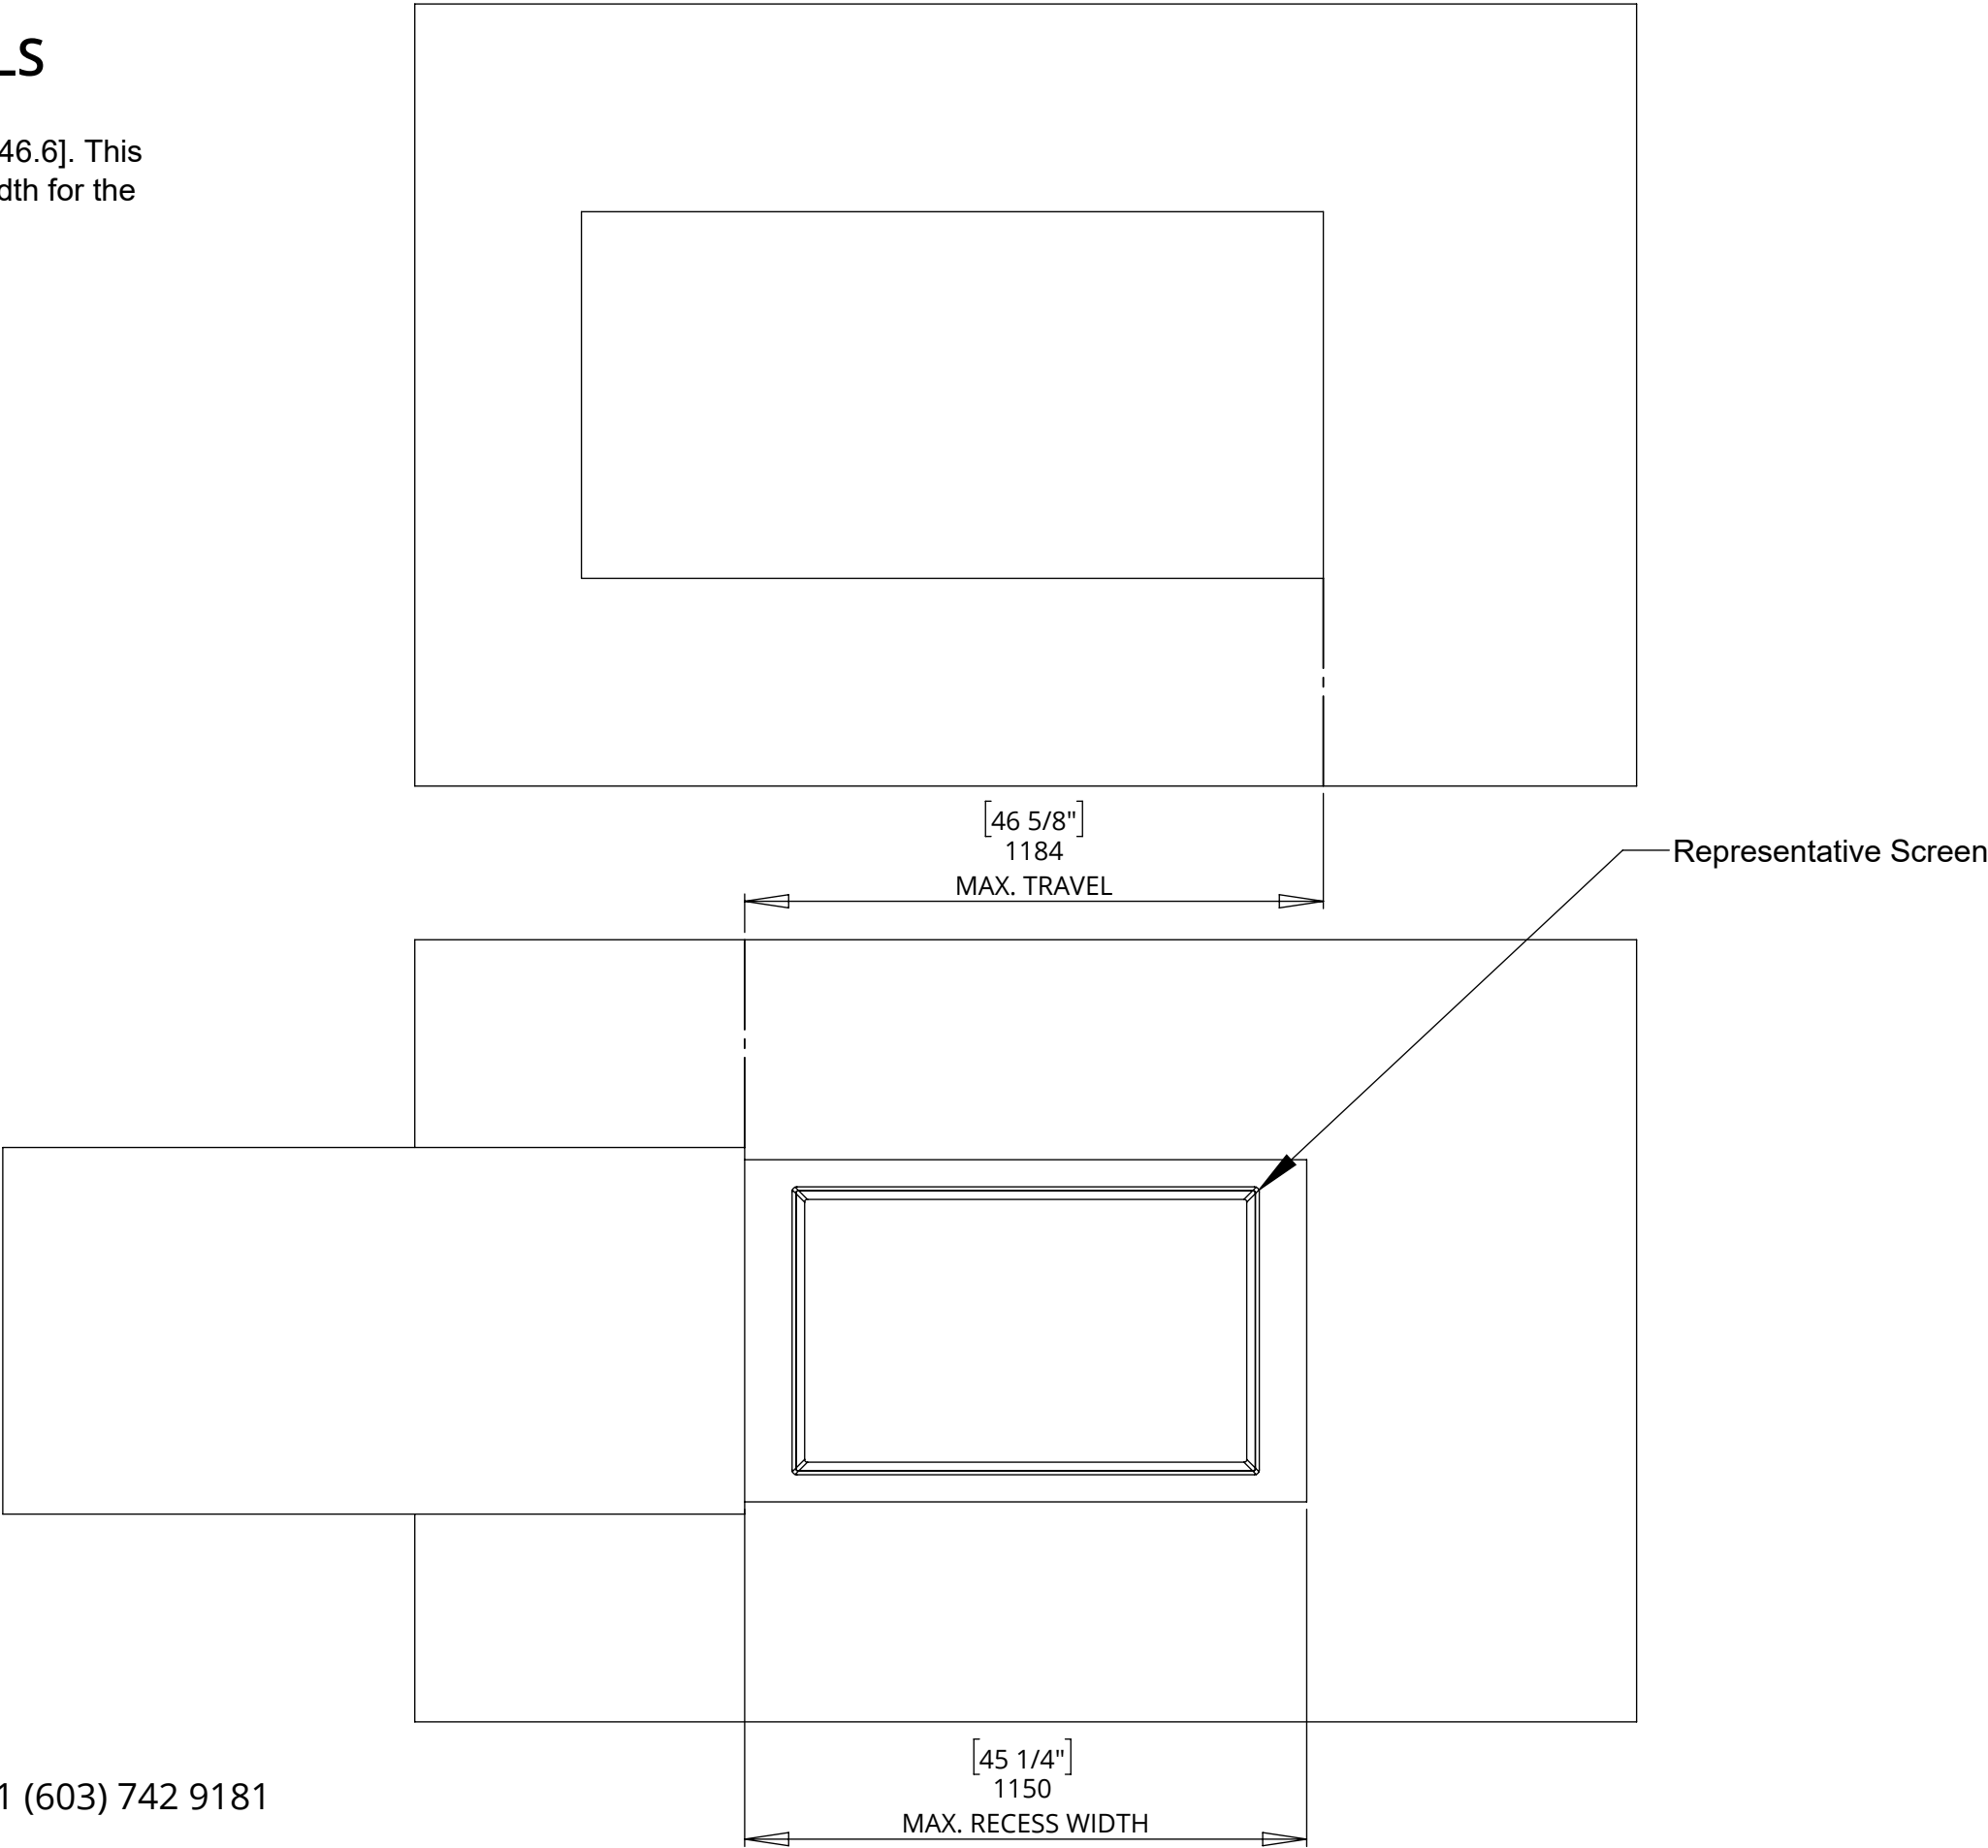 LS
46.6]. This
dth for the
[46 5/8"]
1184
MAX. TRAVEL
Representative Screen
[45 1/4"]
1150
MAX. RECESS WIDTH
1 (603) 742 9181